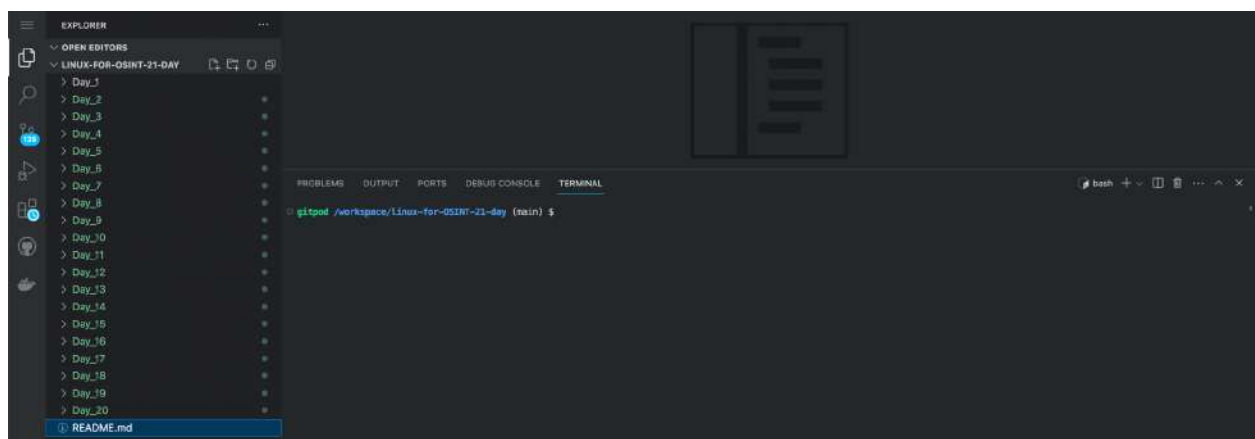 EXPLORER
OPEN EDITORS
LINUX-FOR-OSINT-21-DAY
Day_1
Day_2
Day_3
Day_4
Day_5
Day_6
Day_7
Day_8
Day_9
Day_10
Day_11
Day_12
Day_13
Day_14
Day_15
Day_16
Day_17
Day_18
Day_19
Day_20
README.md
PROBLEMS OUTPUT PORTS DEBUG CONSOLE TERMINAL
bash
gitpod /workspace/Linux-for-OSINT-21-day (main) $